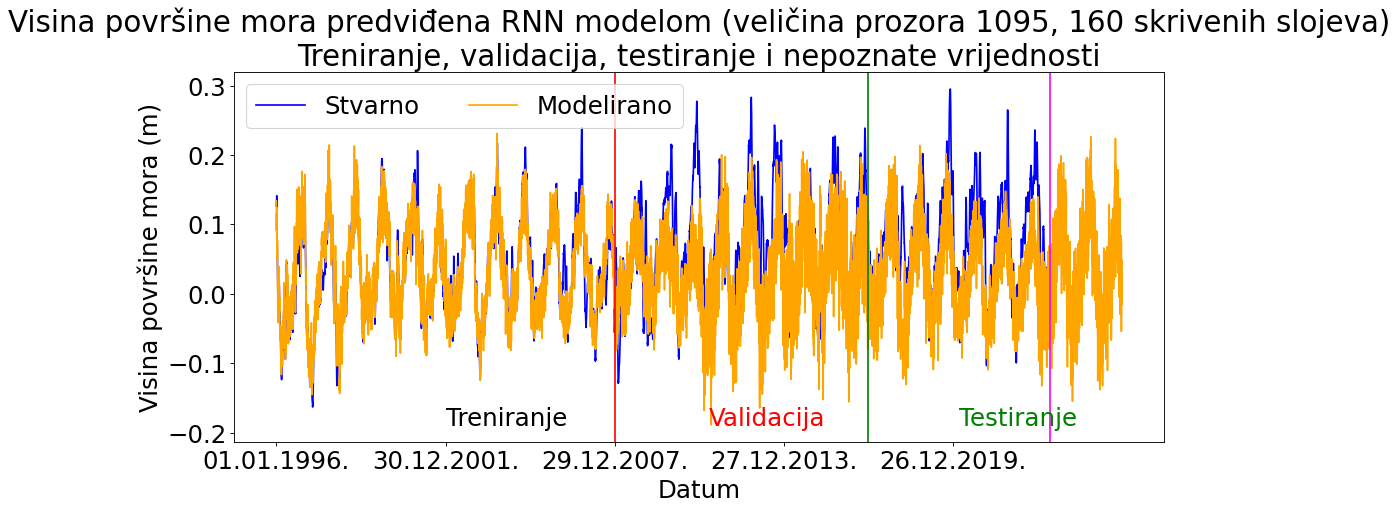 Visina površine mora predviđena RNN modelom (veličina prozora 1095, 160 skrivenih slojeva)
Treniranje, validacija, testiranje i nepoznate vrijednosti
Stvarno Modelirano
Visina površine mora (m)
0.3
0.2
0.1
0.0
−0.1
−0.2
Treniranje Validacija Testiranje
01.01.1996. 30.12.2001. 29.12.2007. 27.12.2013. 26.12.2019.
Datum